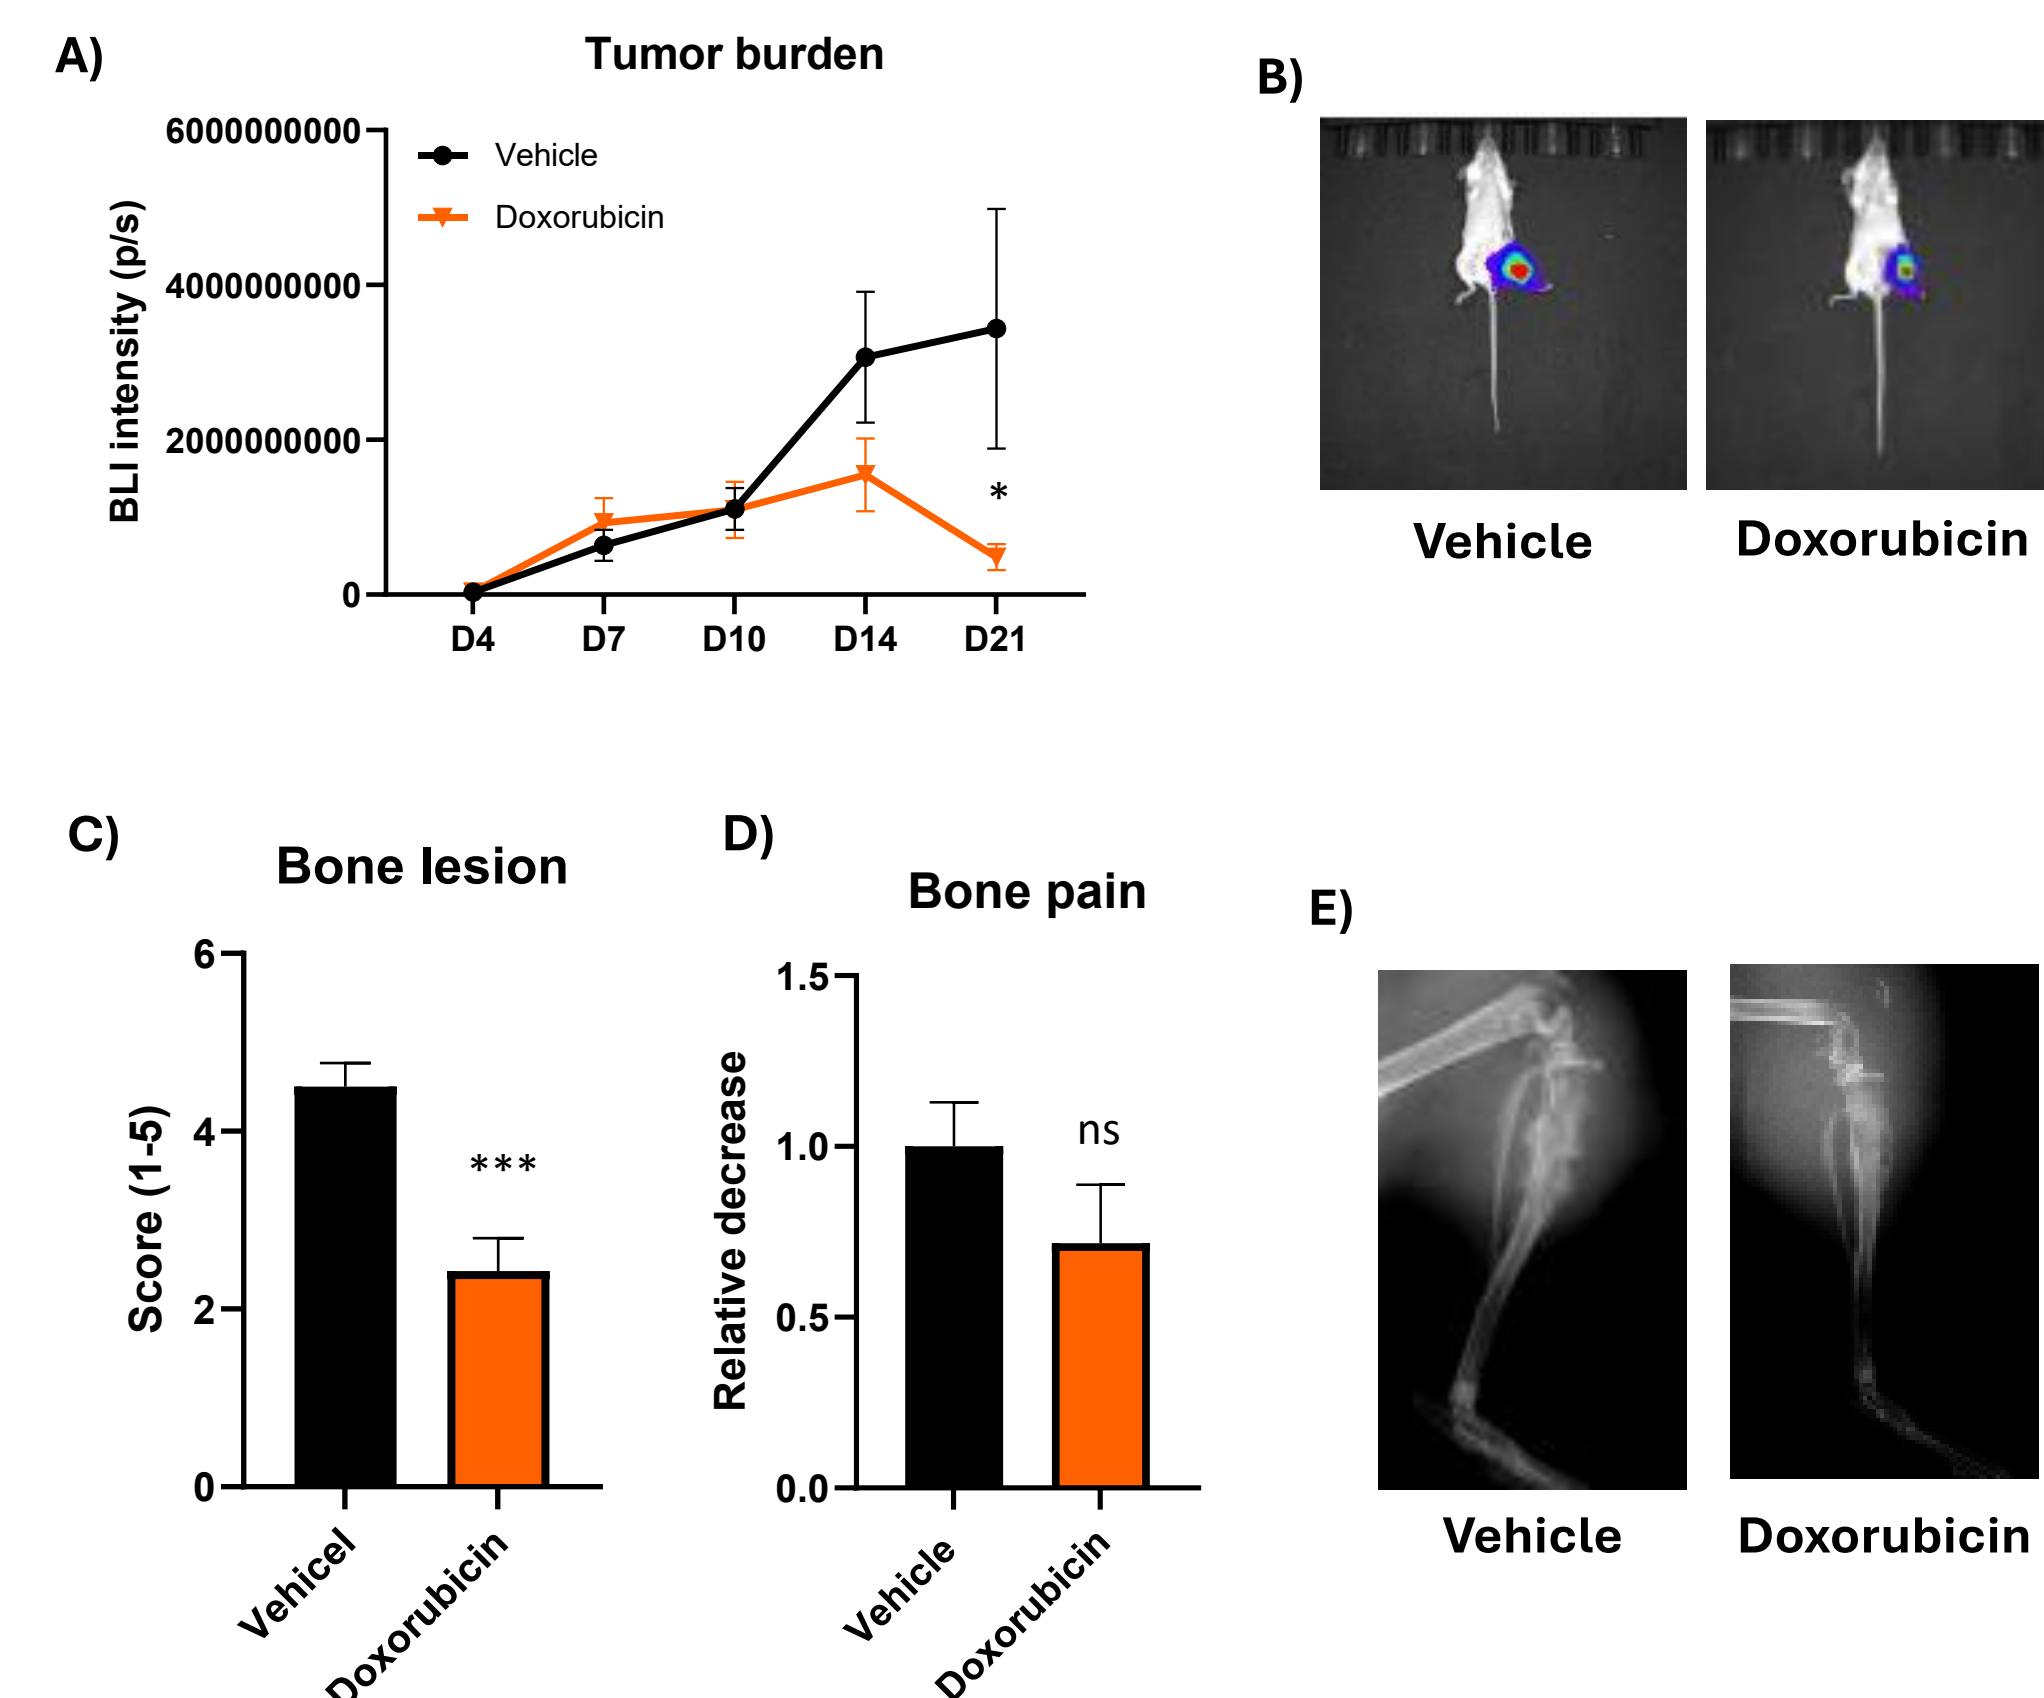 A)
Tumor burden
BLI intensity (p/s)
6000000000
4000000000
2000000000
0
Vehicle
Doxorubicin
*
D4 D7 D10 D14 D21
B)
Vehicle Doxorubicin
C)
Bone lesion
Score (1-5)
6
4
2
0
***
Vehicel
Doxorubicin
D)
Bone pain
Relative decrease
1.5
1.0
0.5
0.0
ns
Vehicle
Doxorubicin
E)
Vehicle Doxorubicin